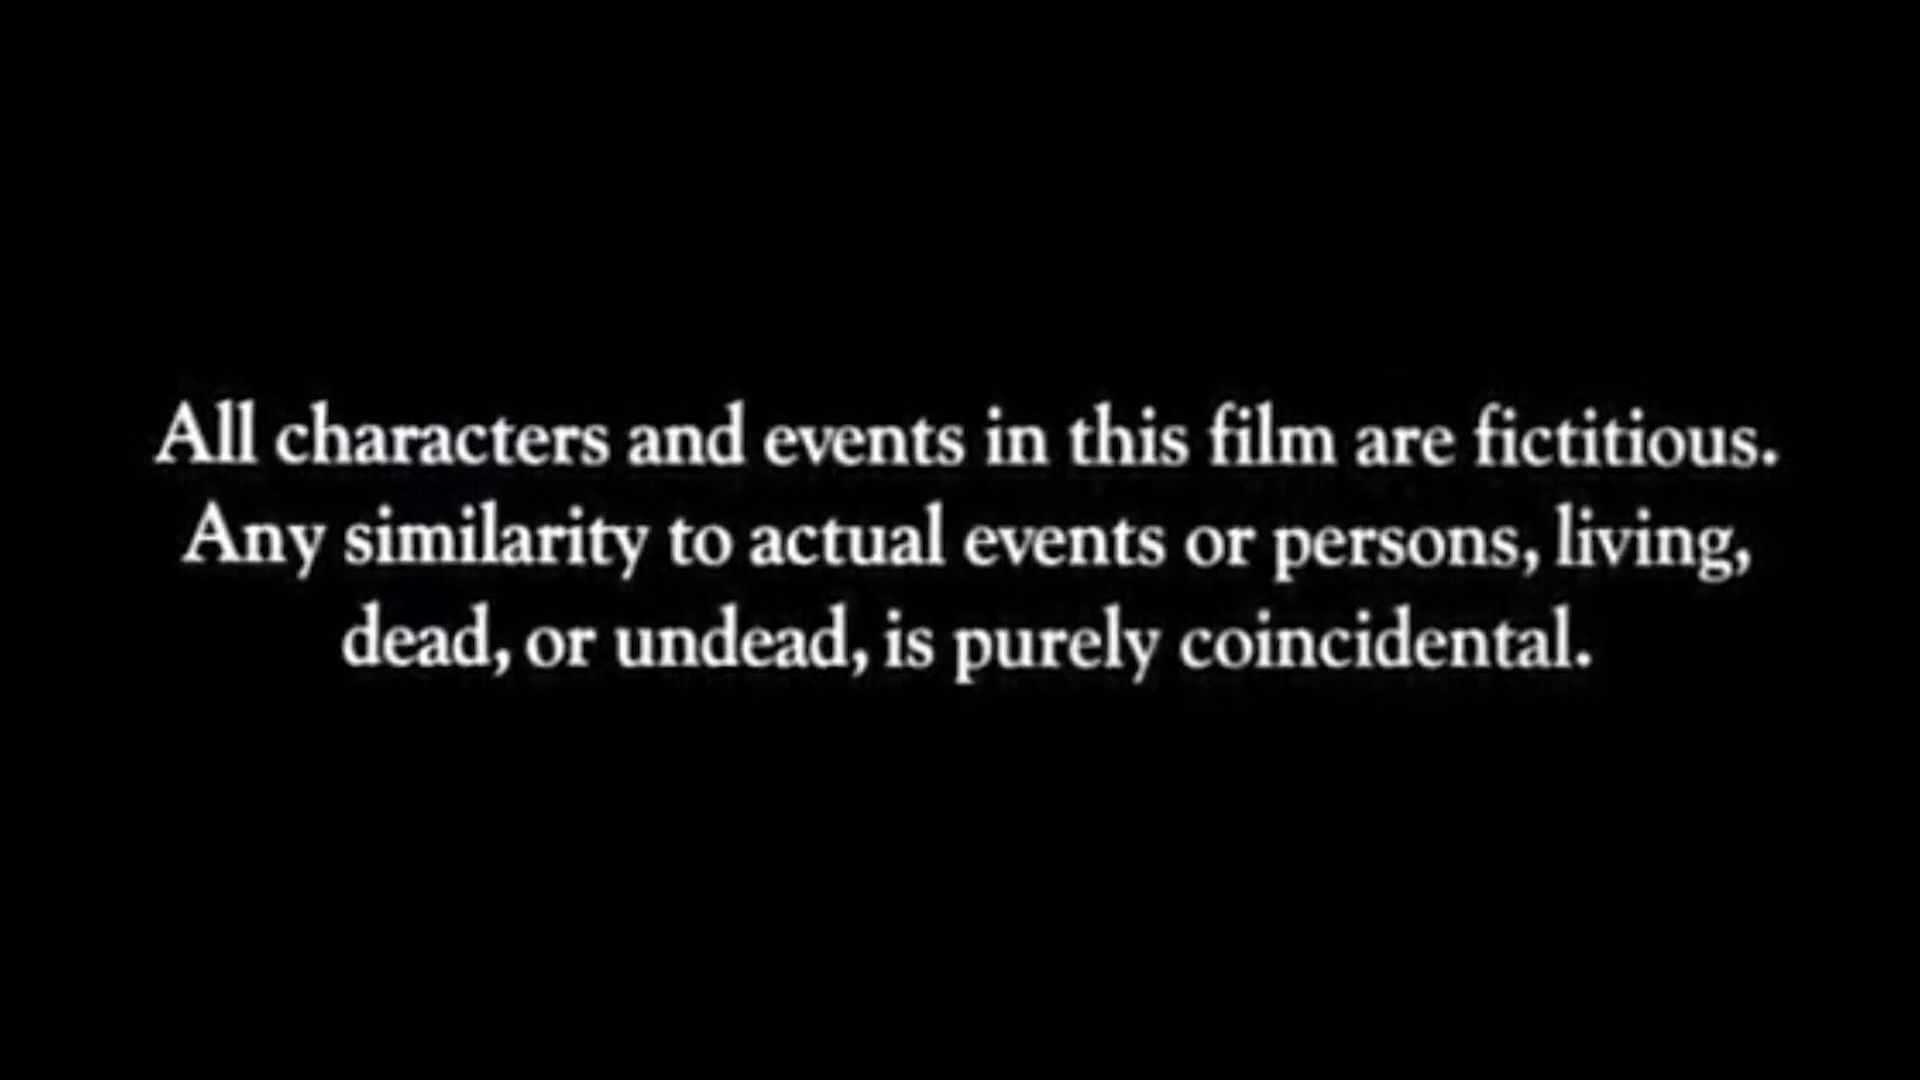 All characters and events in this film are fictitious.
Any similarity to actual events or persons, living,
dead, or undead, is purely coincidental.